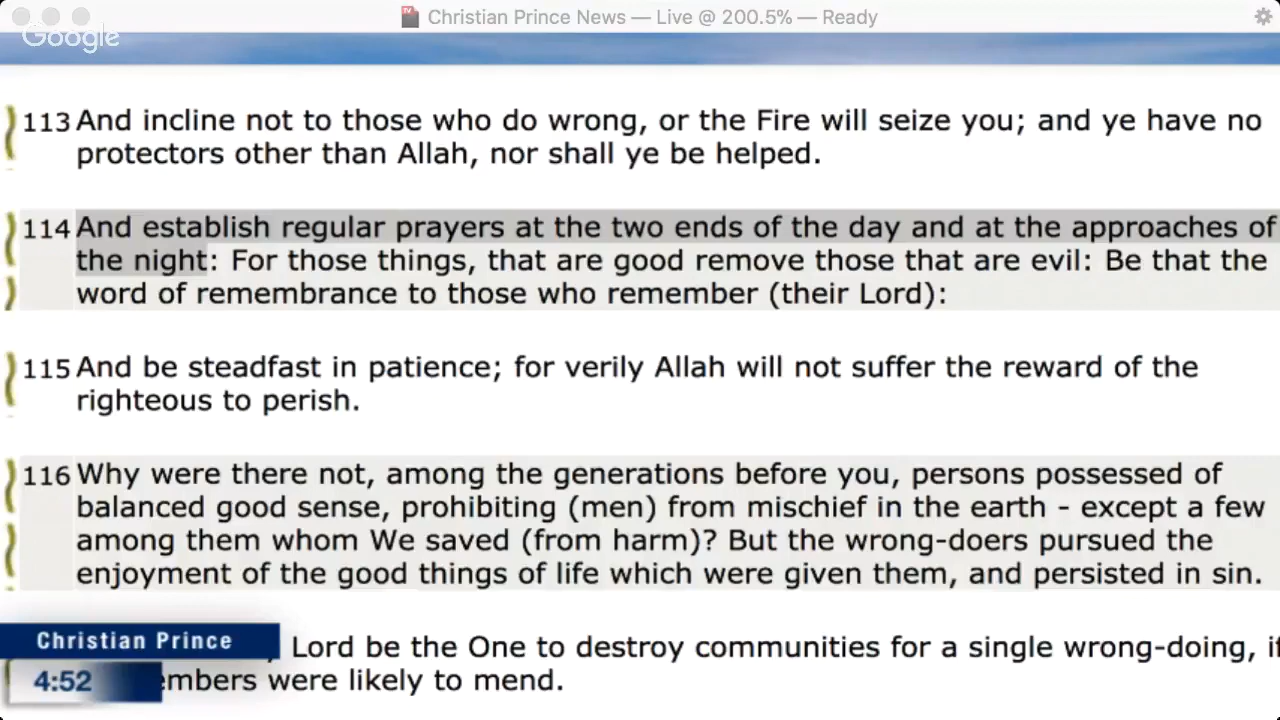 Christian Prince News — Live @ 200.5% — Ready
Google
113 And incline not to those who do wrong, or the Fire will seize you; and ye have no
protectors other than Allah, nor shall ye be helped.
114 And establish regular prayers at the two ends of the day and at the approaches of
the night: For those things, that are good remove those that are evil: Be that the
word of remembrance to those who remember (their Lord):
115 And be steadfast in patience; for verily Allah will not suffer the reward of the
righteous to perish.
116 Why were there not, among the generations before you, persons possessed of
balanced good sense, prohibiting (men) from mischief in the earth - except a few
among them whom We saved (from harm)? But the wrong-doers pursued the
enjoyment of the good things of life which were given them, and persisted in sin.
Christian Prince
Lord be the One to destroy communities for a single wrong-doing, if
4:52
embers were likely to mend.